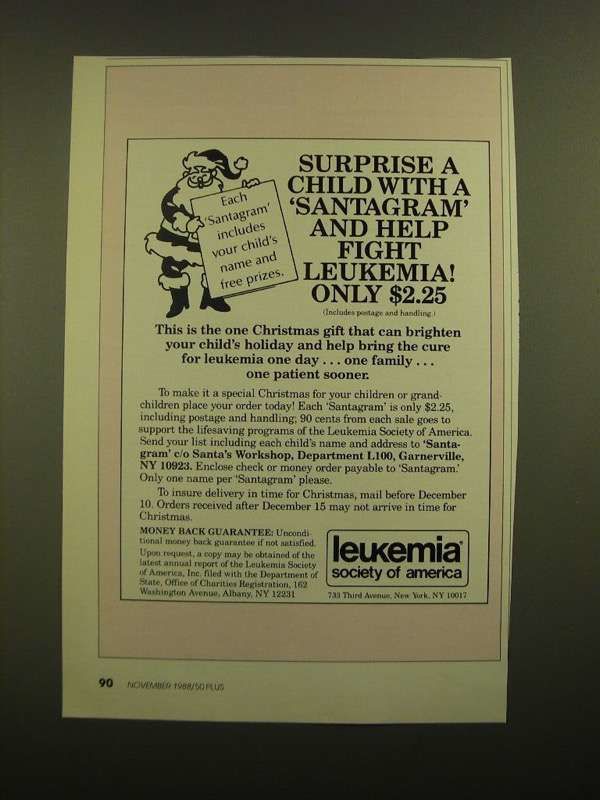 Each
'Santagram'
includes
your child's
name and
free prizes.
SURPRISE A
CHILD WITH A
'SANTAGRAM'
AND HELP
FIGHT
LEUKEMIA!
ONLY $2.25
(Includes postage and handling.)
This is the one Christmas gift that can brighten
your child's holiday and help bring the cure
for leukemia one day . . . one family . . .
one patient sooner.
To make it a special Christmas for your children or grand-
children place your order today! Each 'Santagram' is only $2.25,
including postage and handling; 90 cents from each sale goes to
support the lifesaving programs of the Leukemia Society of America.
Send your list including each child's name and address to 'Santa-
gram' c/o Santa's Workshop, Department L100, Garnerville,
NY 10923. Enclose check or money order payable to 'Santagram.'
Only one name per 'Santagram' please.
To insure delivery in time for Christmas, mail before December
10. Orders received after December 15 may not arrive in time for
Christmas.
MONEY BACK GUARANTEE: Uncondi-
tional money back guarantee if not satisfied.
Upon request, a copy may be obtained of the
latest annual report of the Leukemia Society
of America, Inc. filed with the Department of
State, Office of Charities Registration, 162
Washington Avenue, Albany, NY 12231
leukemia®
society of america
733 Third Avenue, New York, NY 10017
90 NOVEMBER 1988/50 PLUS